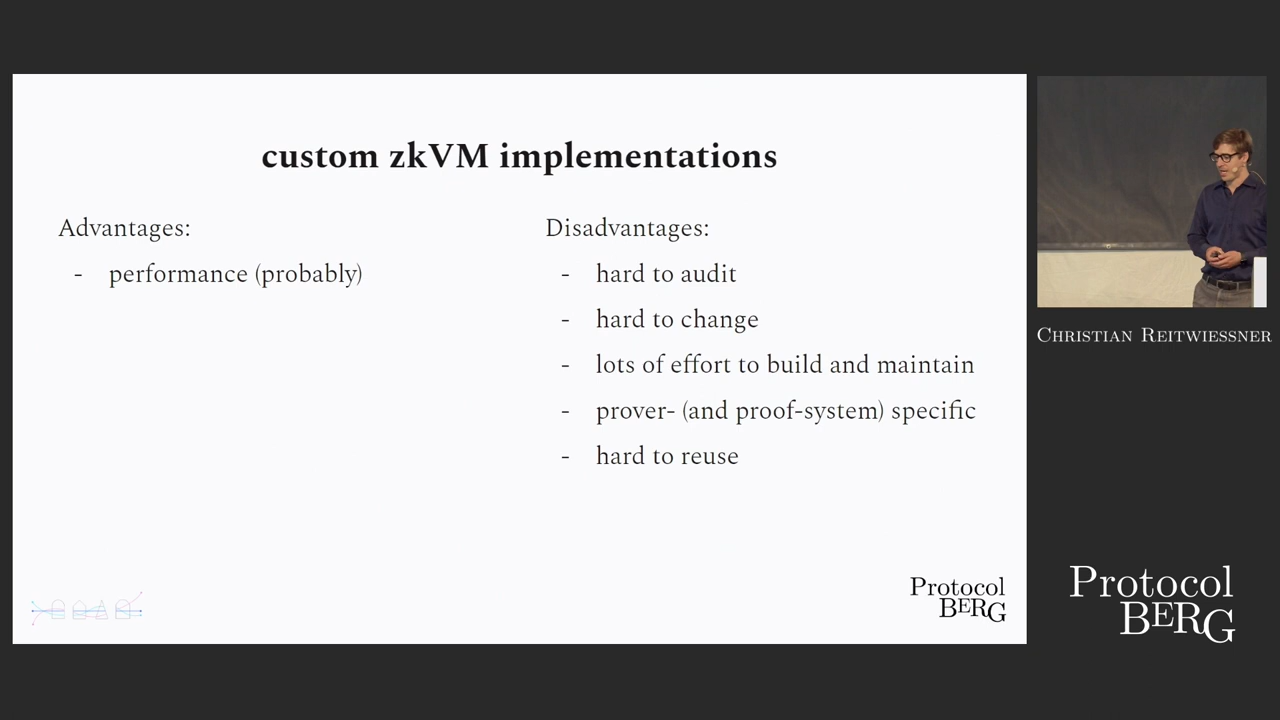 custom zkVM implementations
Advantages:
- performance (probably)
Disadvantages:
- hard to audit
- hard to change
- lots of effort to build and maintain
- prover- (and proof-system) specific
- hard to reuse
Protocol
BERG
CHRISTIAN REITWIESSNER
Protocol
BERG